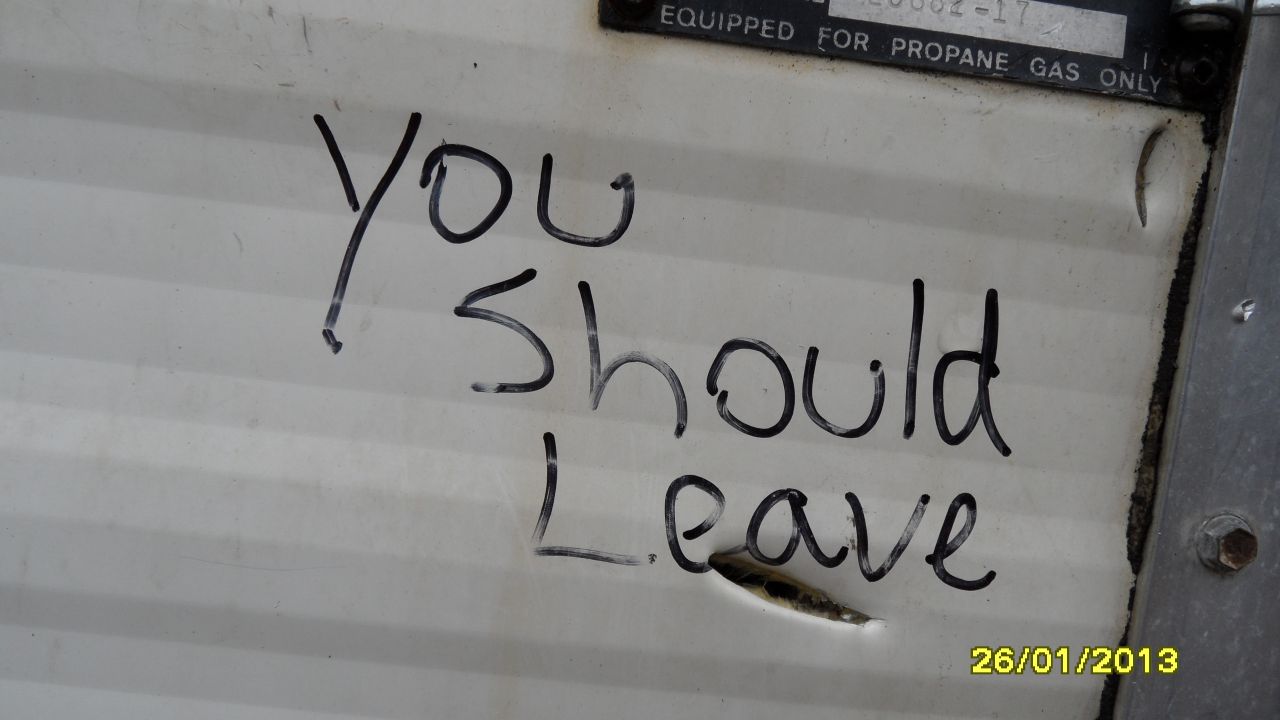 EQUIPPED FOR PROPANE GAS ONLY
You
Should
Leave
26/01/2013